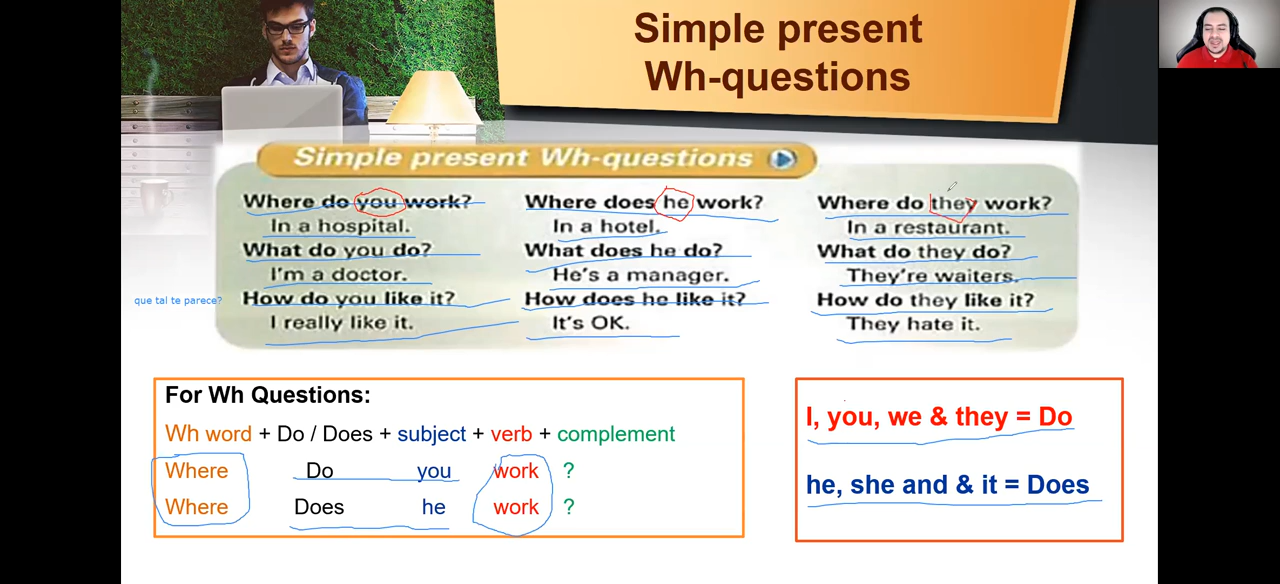 Simple present
Wh-questions
Simple present Wh-questions
Where do you work?
In a hospital.
What do you do?
I'm a doctor.
How do you like it?
I really like it.
Where does he work?
In a hotel.
What does he do?
He's a manager.
How does he like it?
It's OK.
Where do they work?
In a restaurant.
What do they do?
They're waiters.
How do they like it?
They hate it.
que tal te parece?
For Wh Questions:
Wh word + Do / Does + subject + verb + complement
Where Do you work ?
Where Does he work ?
I, you, we & they = Do
he, she and & it = Does